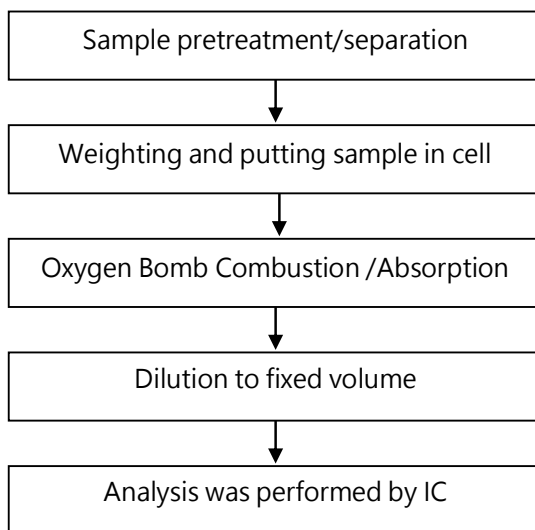 Sample pretreatment/separation
Weighting and putting sample in cell
Oxygen Bomb Combustion /Absorption
Dilution to fixed volume
Analysis was performed by IC